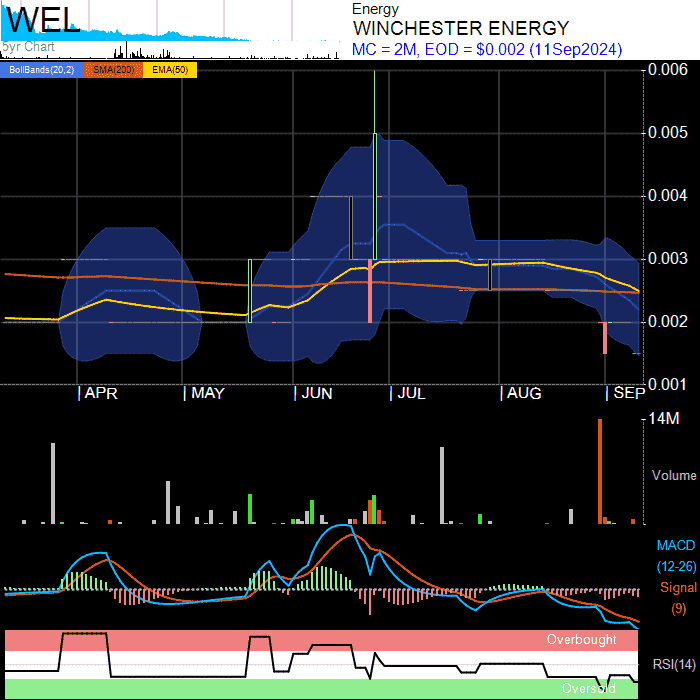 WEL
5yr Chart
Energy
WINCHESTER ENERGY
MC = 2M, EOD = $0.002 (11Sep2024)
BollBands(20,2) SMA(200) EMA(50)
0.006
0.005
0.004
0.003
0.002
0.001
APR MAY JUN JUL AUG SEP
14M
Volume
MACD
(12-26)
Signal
(9)
Overbought
RSI(14)
Oversold